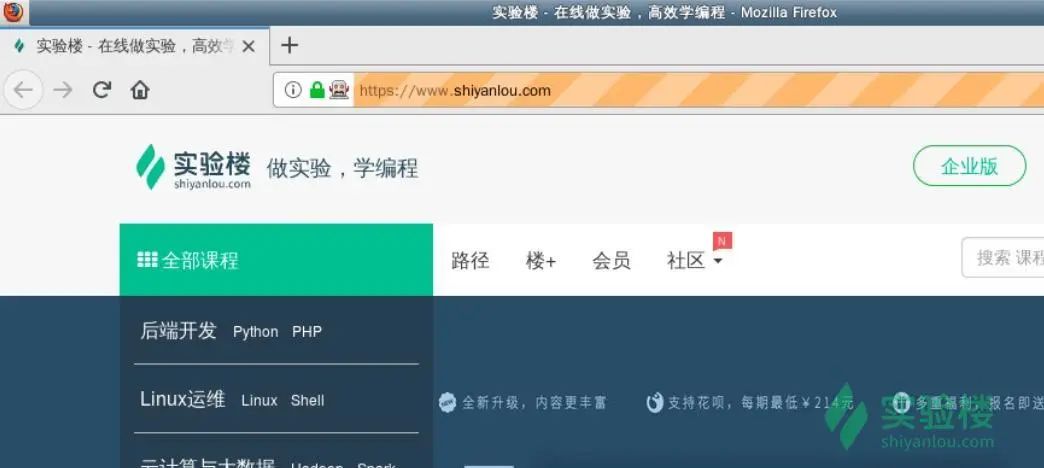 实验楼 - 在线做实验，高效学编程 - Mozilla Firefox
实验楼 - 在线做实验，高效学
https://www.shiyanlou.com
实验楼 做实验，学编程 企业版
shiyanlou.com
N
全部课程 路径 楼+ 会员 社区 搜索 课程
后端开发 Python PHP
Linux运维 Linux Shell
全新升级，内容更丰富 支持花呗，每期最低￥214元 多重福利，报名即送
实验楼
shiyanlou.com
云计算与大数据 Hadoop Spark